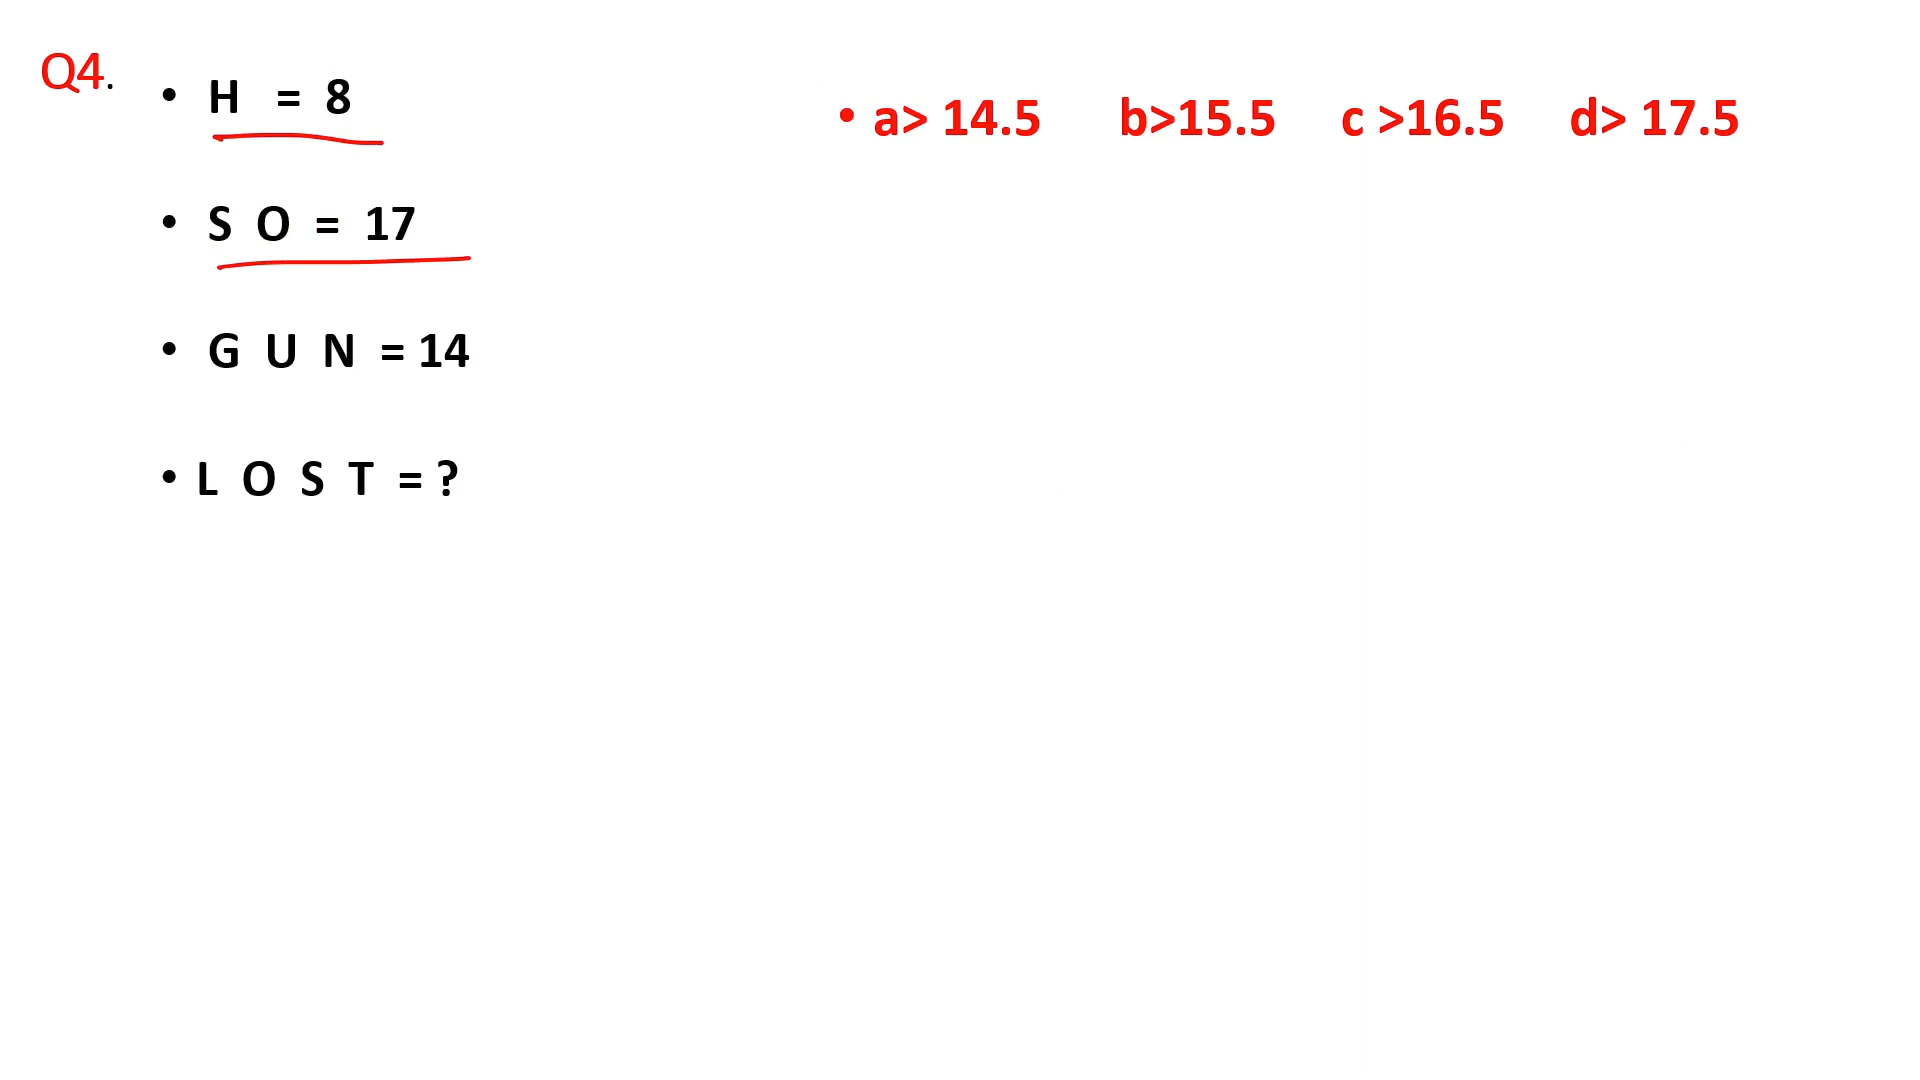 Q4.
• H = 8
• a> 14.5 b>15.5 c >16.5 d> 17.5
• S O = 17
• G U N = 14
• L O S T = ?